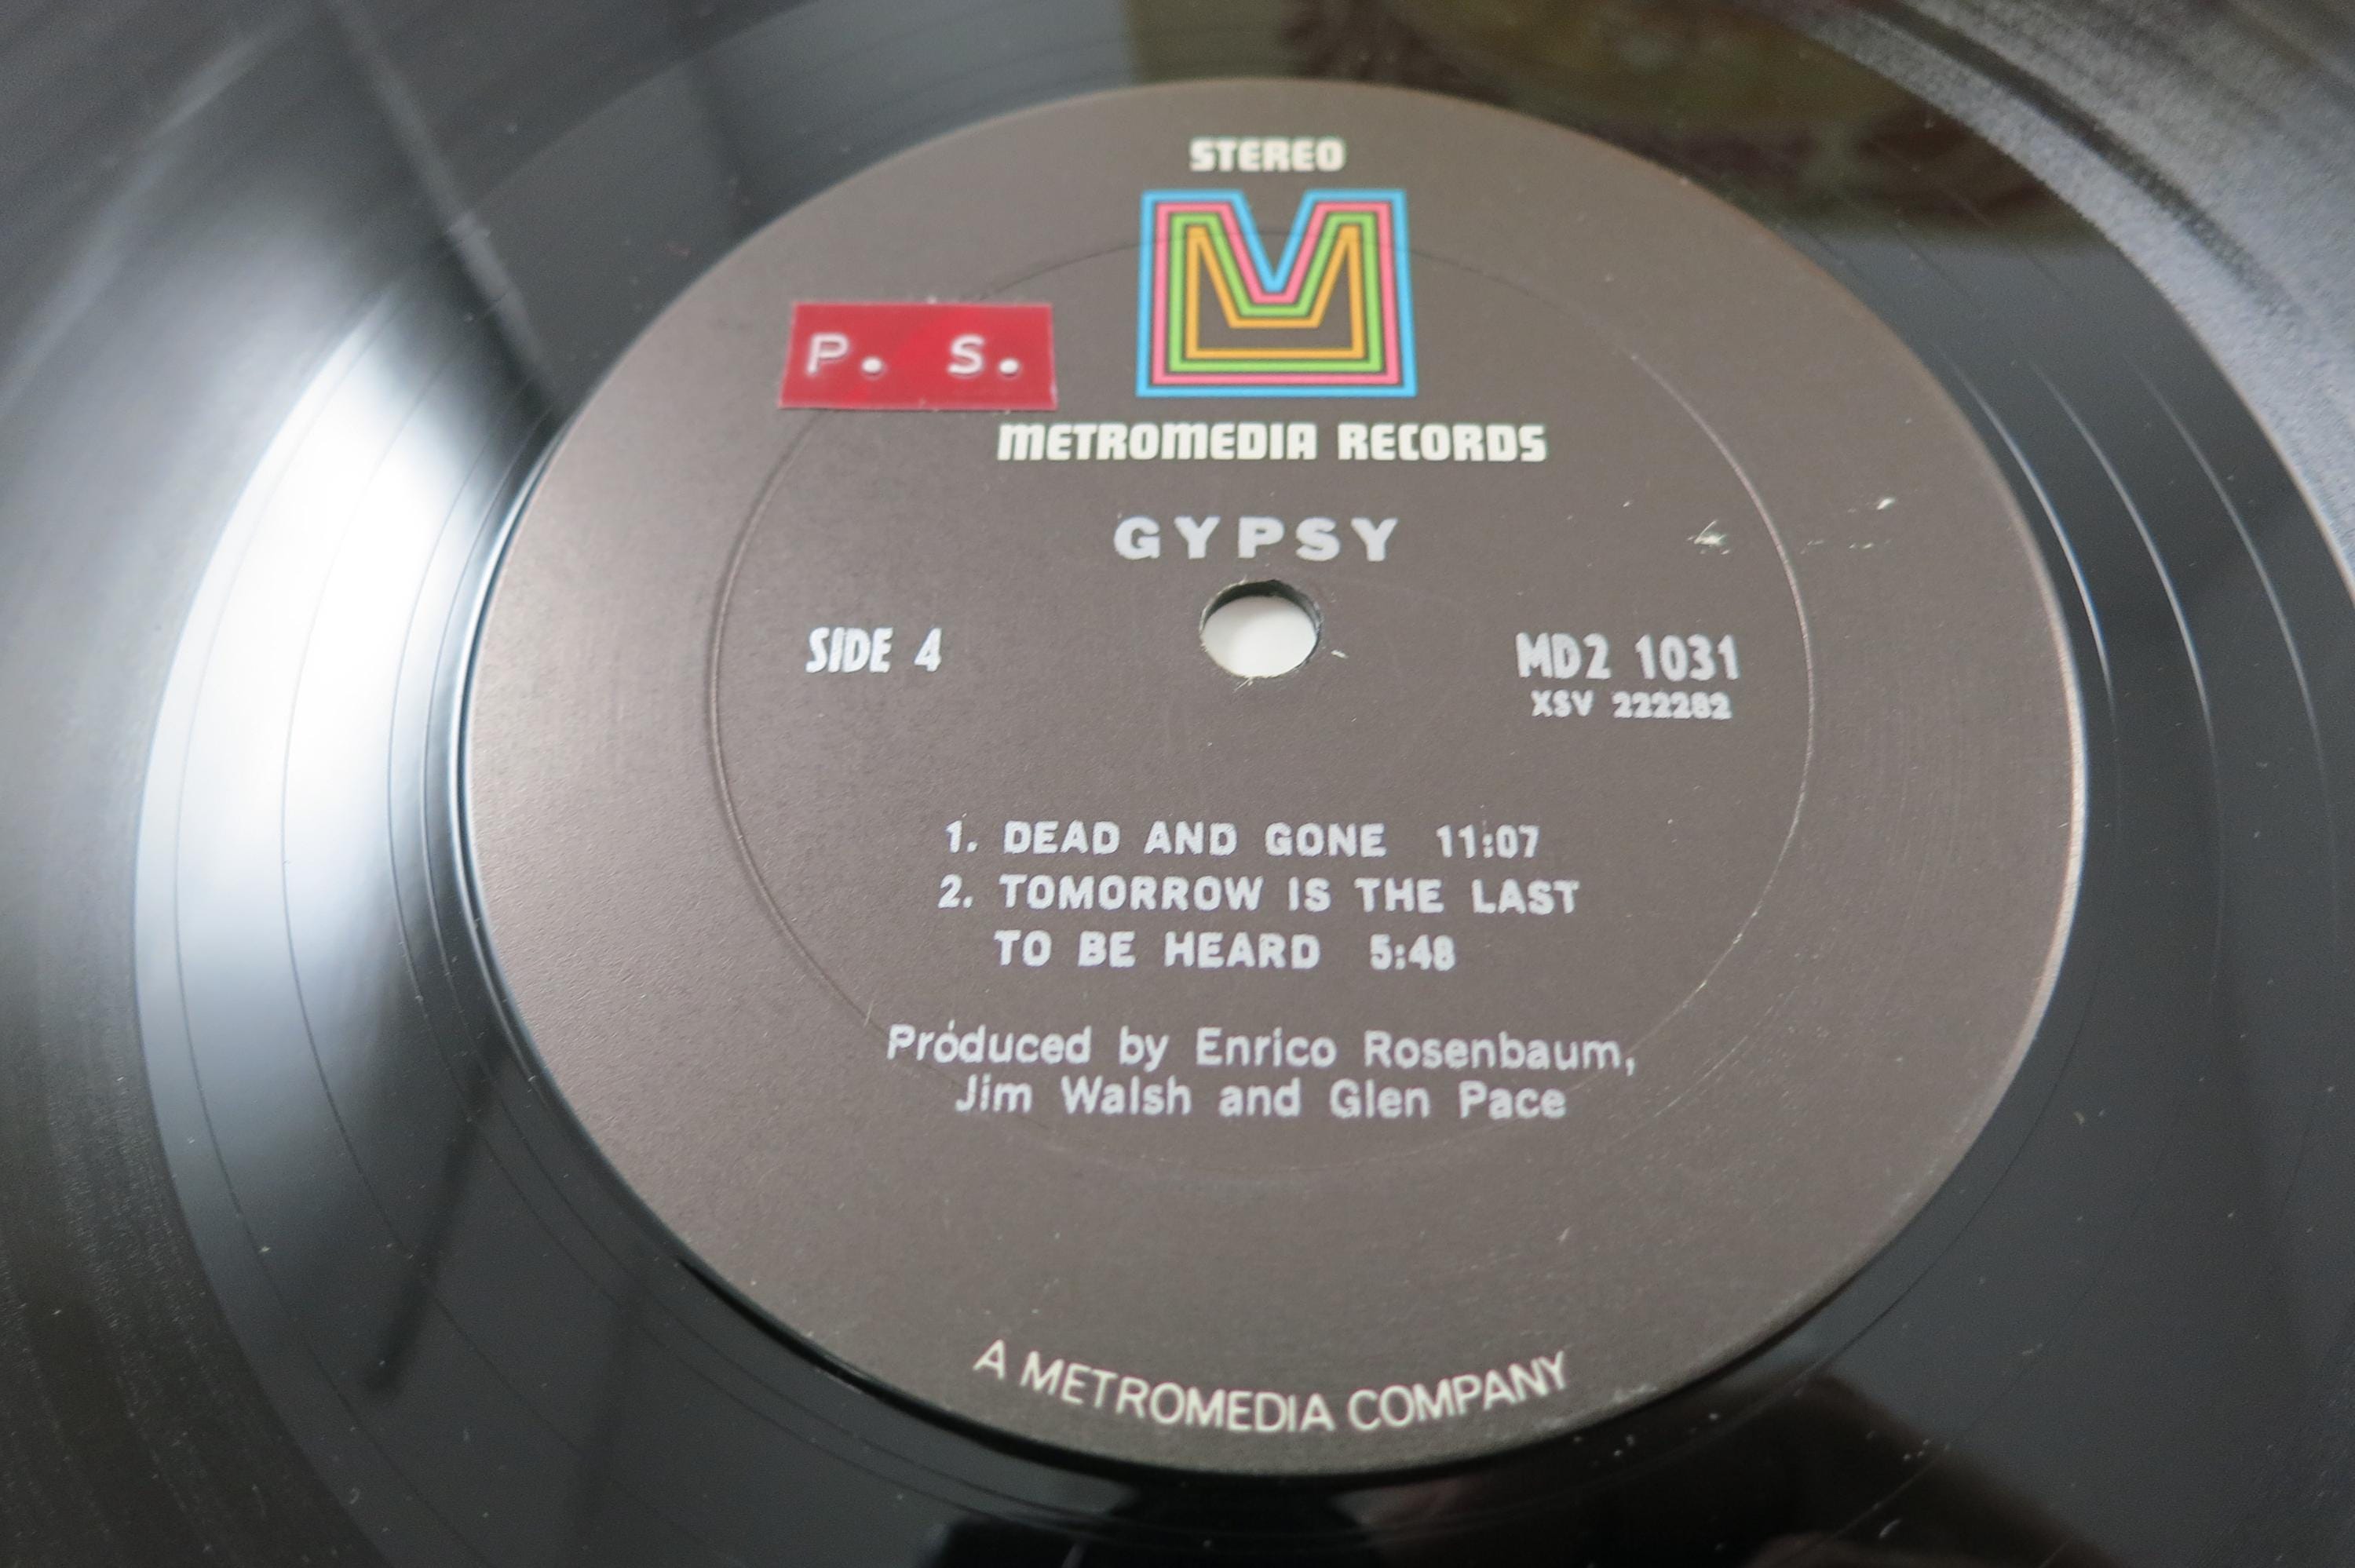 STEREO
P. S.
METROMEDIA RECORDS
GYPSY
SIDE 4
MD2 1031
XSV 222282
1. DEAD AND GONE 11:07
2. TOMORROW IS THE LAST
TO BE HEARD 5:48
Produced by Enrico Rosenbaum,
Jim Walsh and Glen Pace
A METROMEDIA COMPANY